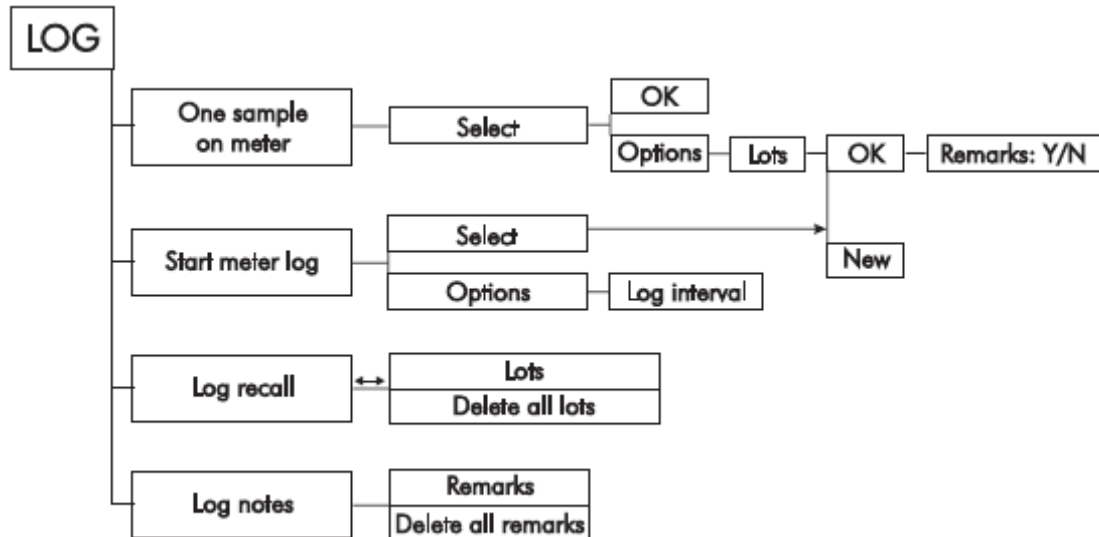 LOG
One sample
on meter
Select
OK
Options
Lots
OK
Remarks: Y/N
Start meter log
Select
New
Options
Log interval
Log recall
Lots
Delete all lots
Log notes
Remarks
Delete all remarks